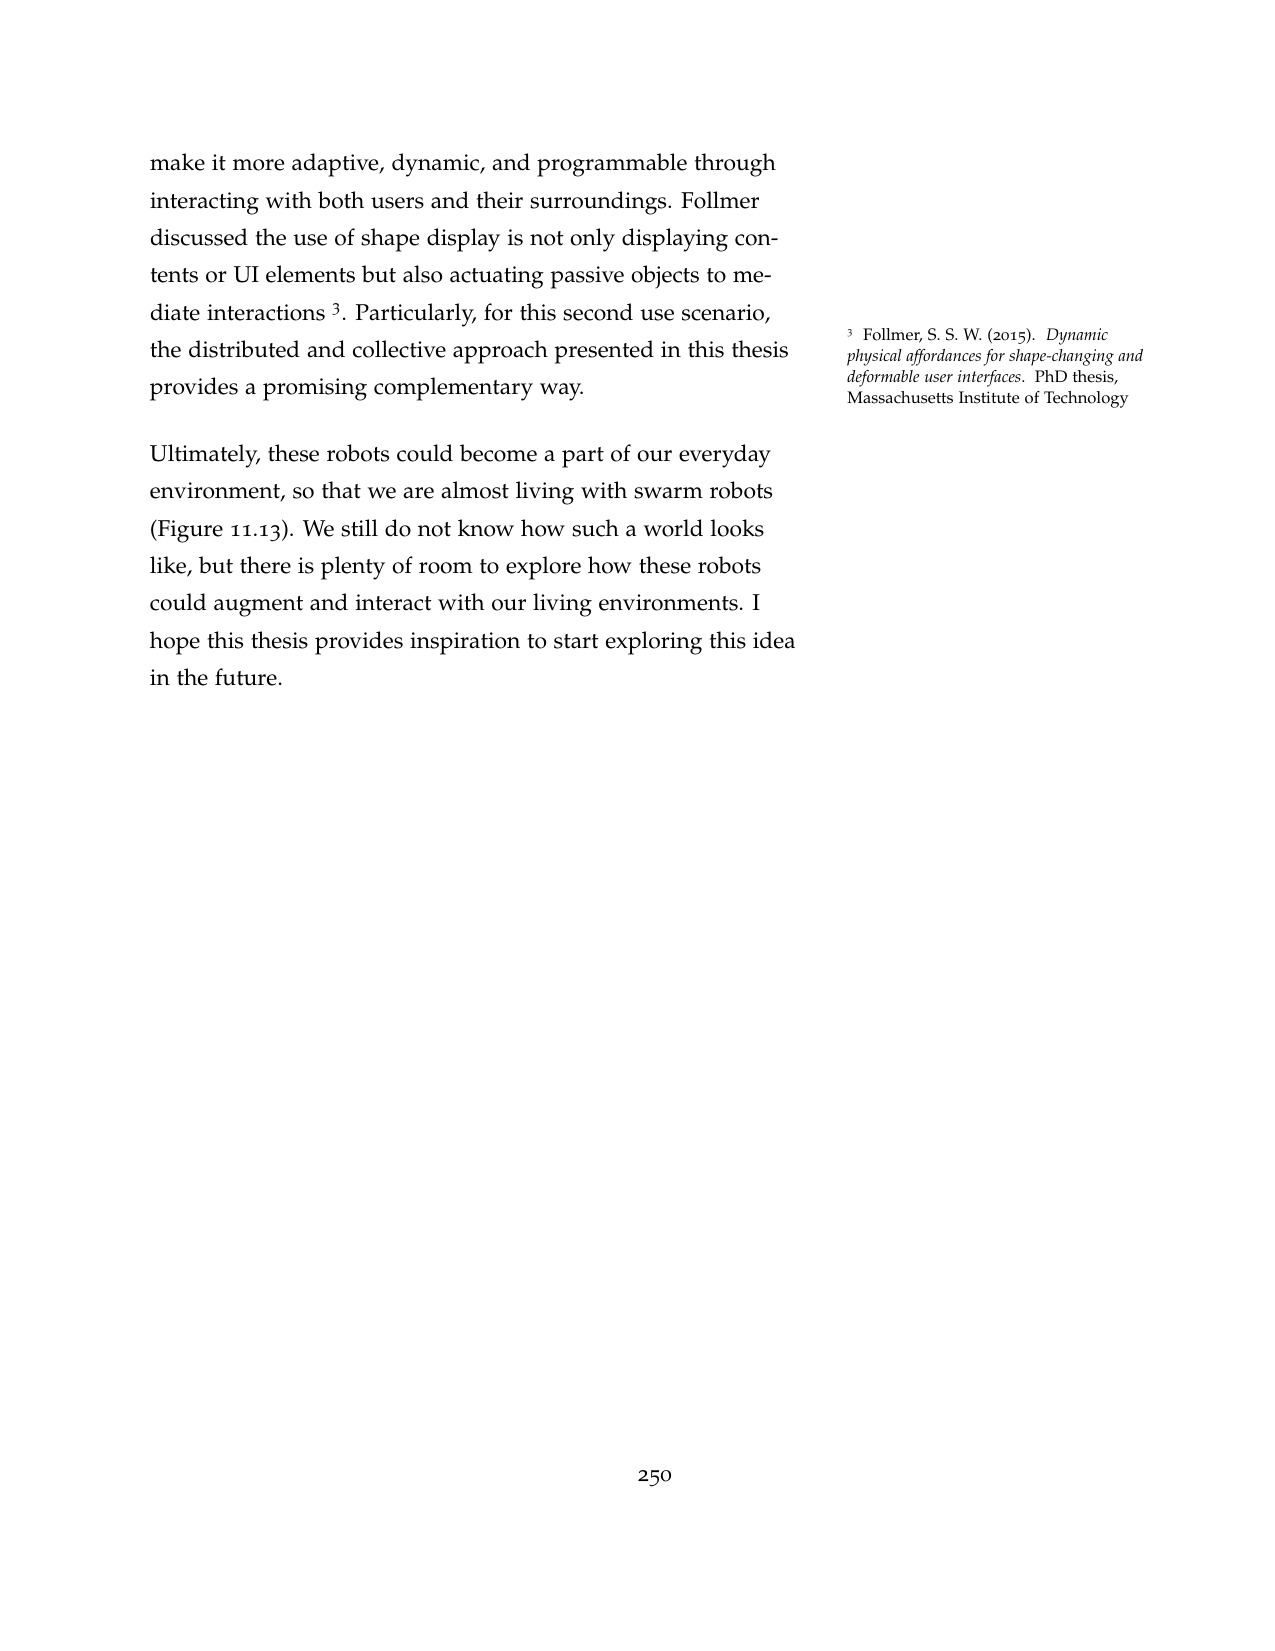 make it more adaptive, dynamic, and programmable through
interacting with both users and their surroundings. Follmer
discussed the use of shape display is not only displaying con-
tents or UI elements but also actuating passive objects to me-
diate interactions ³. Particularly, for this second use scenario,
the distributed and collective approach presented in this thesis
provides a promising complementary way.
³ Follmer, S. S. W. (2015). Dynamic
physical affordances for shape-changing and
deformable user interfaces. PhD thesis,
Massachusetts Institute of Technology
Ultimately, these robots could become a part of our everyday
environment, so that we are almost living with swarm robots
(Figure 11.13). We still do not know how such a world looks
like, but there is plenty of room to explore how these robots
could augment and interact with our living environments. I
hope this thesis provides inspiration to start exploring this idea
in the future.
250